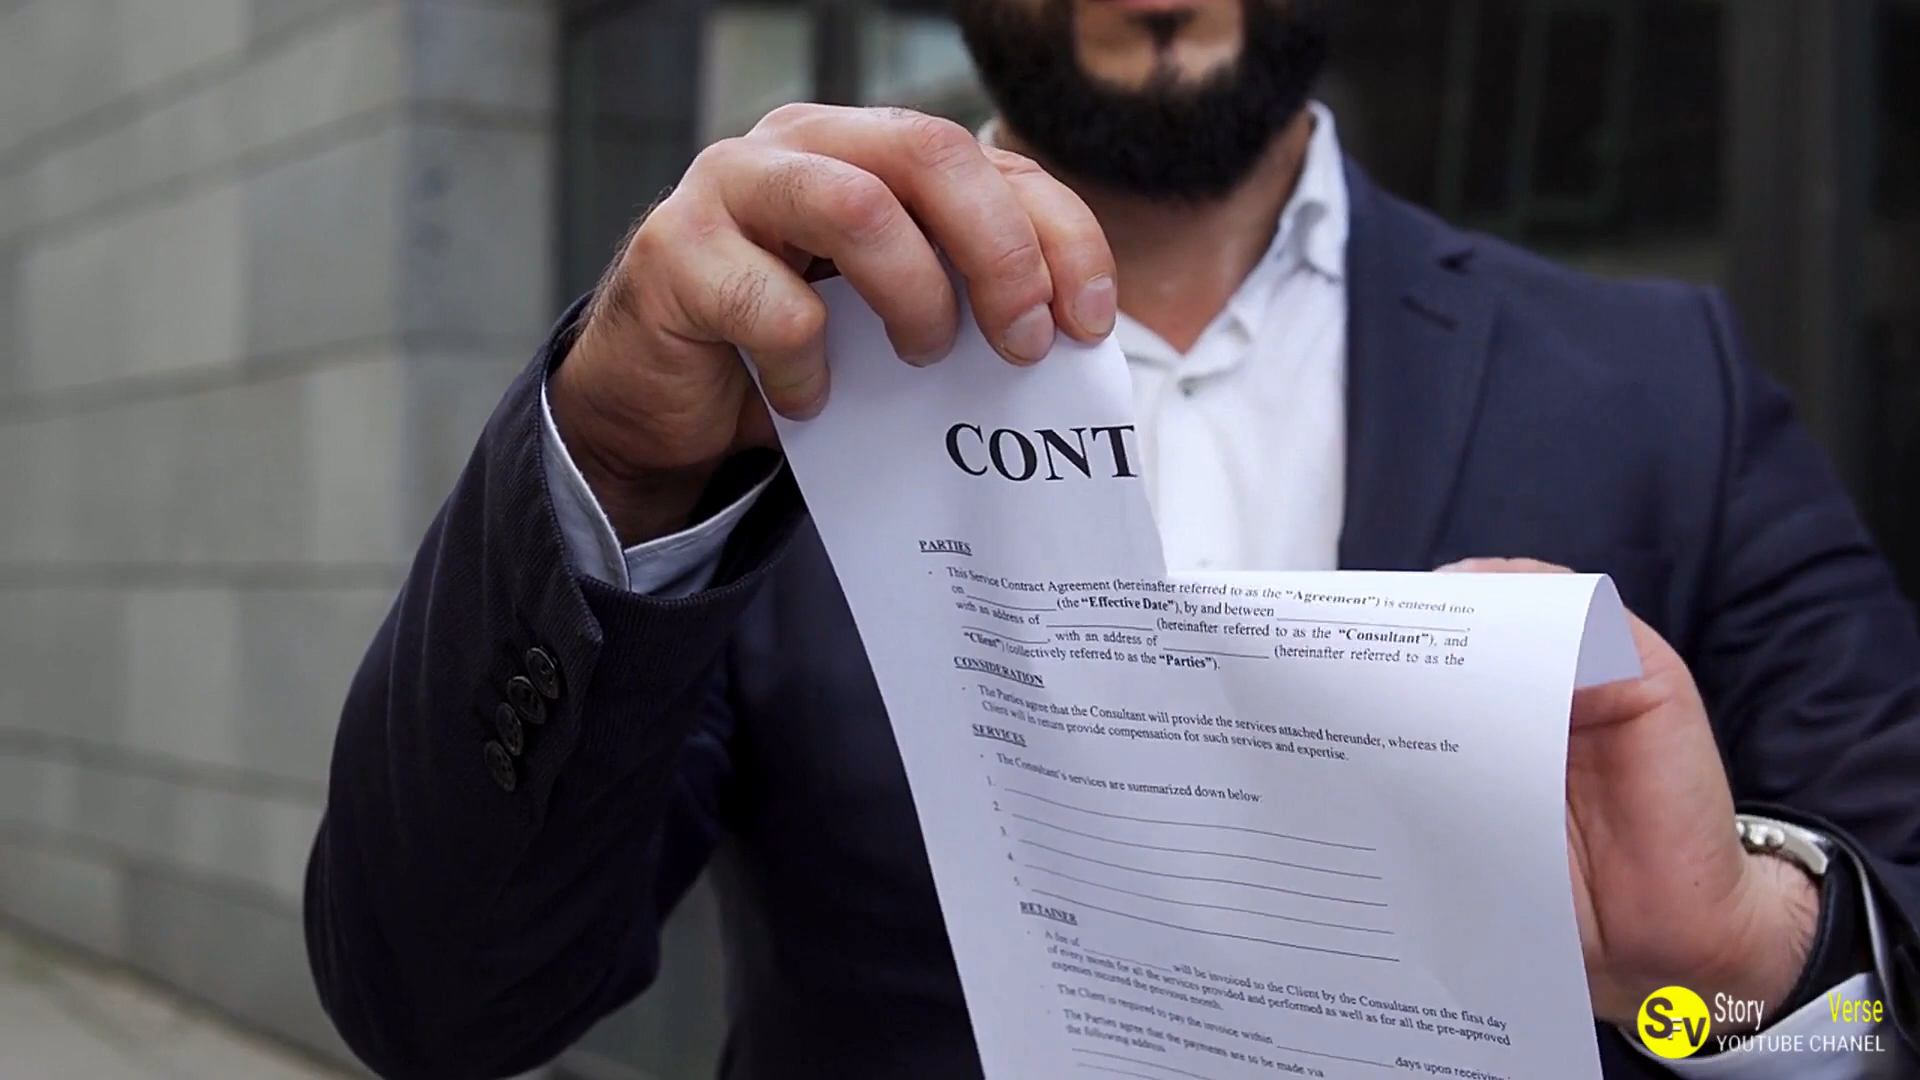 CONT
PARTIES
- This Service Contract Agreement (hereinafter referred to as the “Agreement”) is entered into
on ____________ (the “Effective Date”), by and between ____________,
with an address of ____________ (hereinafter referred to as the “Consultant”), and
____________, with an address of ____________ (hereinafter referred to as the
“Client”) (collectively referred to as the “Parties”).
CONSIDERATION
- The Parties agree that the Consultant will provide the services attached hereunder, whereas the
Client will in return provide compensation for such services and expertise.
SERVICES
- The Consultant's services are summarized down below:
1.
2.
3.
4.
5.
RETAINER
- A fee of ____________ will be invoiced to the Client by the Consultant on the first day
of every month for all the services provided and performed as well as for all the pre-approved
expenses incurred the previous month.
- The Client is required to pay the invoice within ____________ days upon receiving
- The Parties agree that the payments are to be made via
the following address
SFV Story Verse
YOUTUBE CHANEL